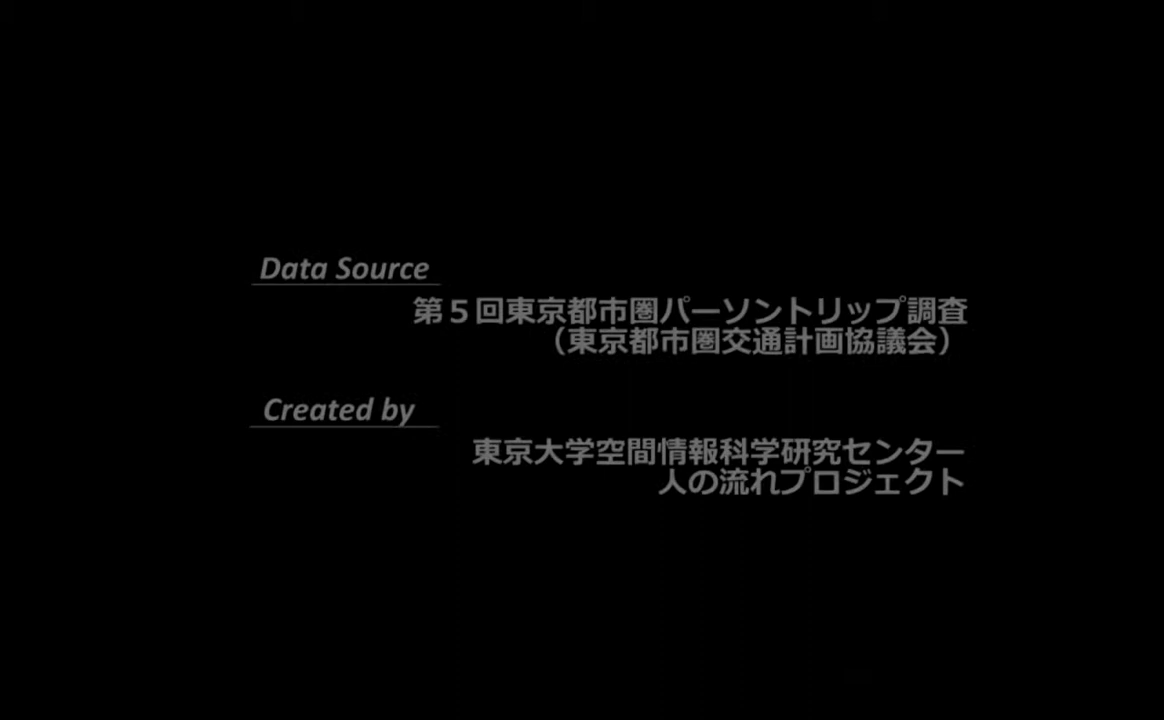 Data Source
第５回東京都市圏パーソントリップ調査
（東京都市圏交通計画協議会）
Created by
東京大学空間情報科学研究センター
人の流れプロジェクト